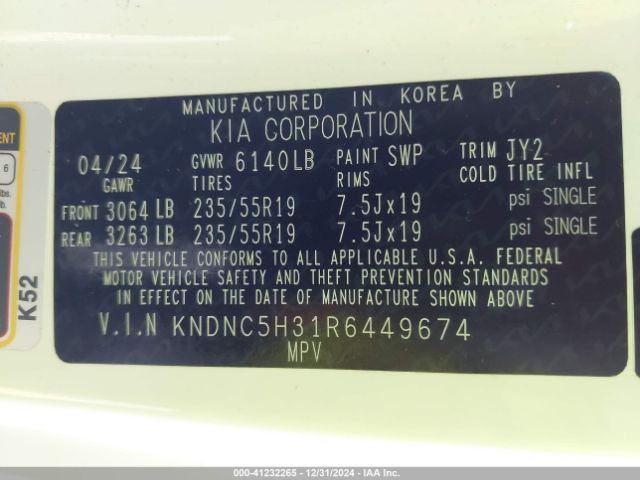 MANUFACTURED IN KOREA BY
KIA CORPORATION
04/24 GVWR 6140LB PAINT SWP TRIM JY2
GAWR TIRES RIMS COLD TIRE INFL
FRONT 3064 LB 235/55R19 7.5Jx19 psi SINGLE
REAR 3263 LB 235/55R19 7.5Jx19 psi SINGLE
THIS VEHICLE CONFORMS TO ALL APPLICABLE U.S.A. FEDERAL
MOTOR VEHICLE SAFETY AND THEFT PREVENTION STANDARDS
IN EFFECT ON THE DATE OF MANUFACTURE SHOWN ABOVE
V.I.N KNDNC5H31R6449674
MPV
6
K52
000-41232265 - 12/31/2024 - IAAHTX.COM